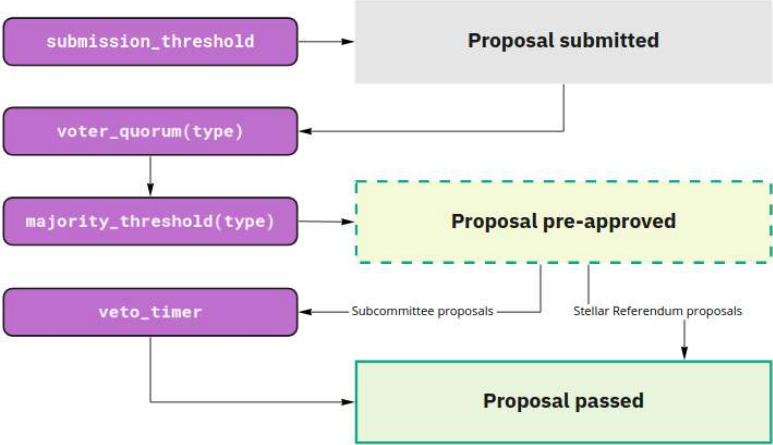 submission_threshold
Proposal submitted
voter_quorum(type)
majority_threshold(type)
Proposal pre-approved
veto_timer
Subcommittee proposals
Stellar Referendum proposals
Proposal passed